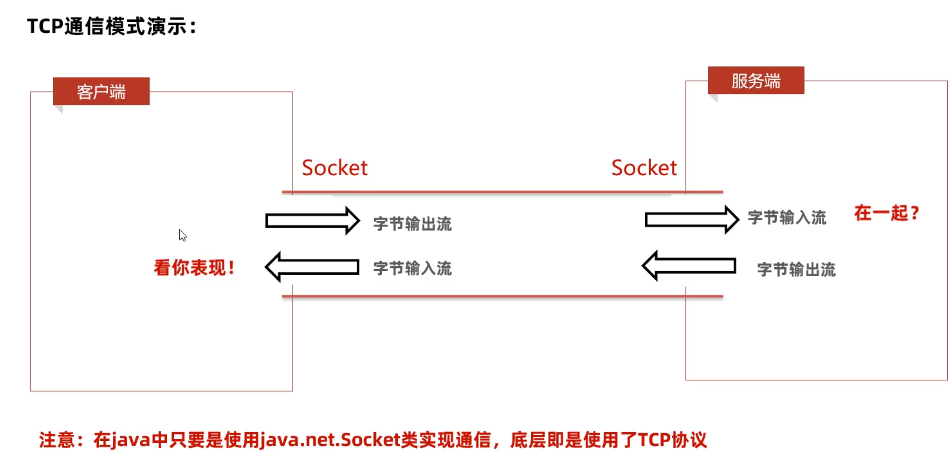 TCP通信模式演示：
客户端
服务端
Socket
Socket
字节输出流
字节输入流
在一起？
看你表现！
字节输入流
字节输出流
注意：在java中只要是使用java.net.Socket类实现通信，底层即是使用了TCP协议